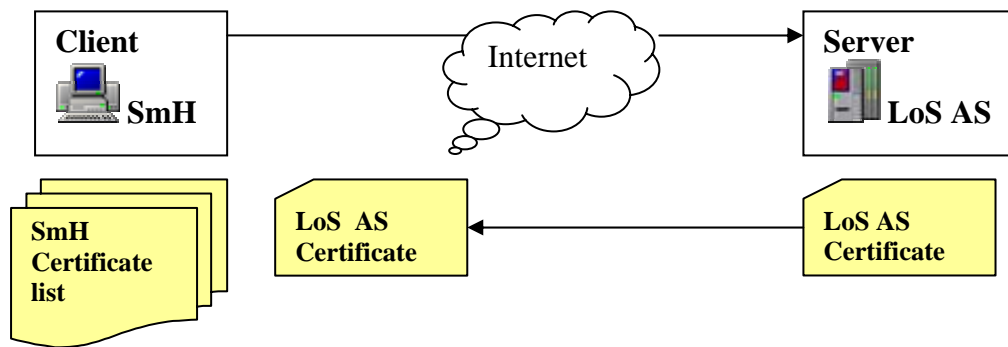 Client
SmH
Internet
Server
LoS AS
SmH
Certificate
list
LoS AS
Certificate
LoS AS
Certificate